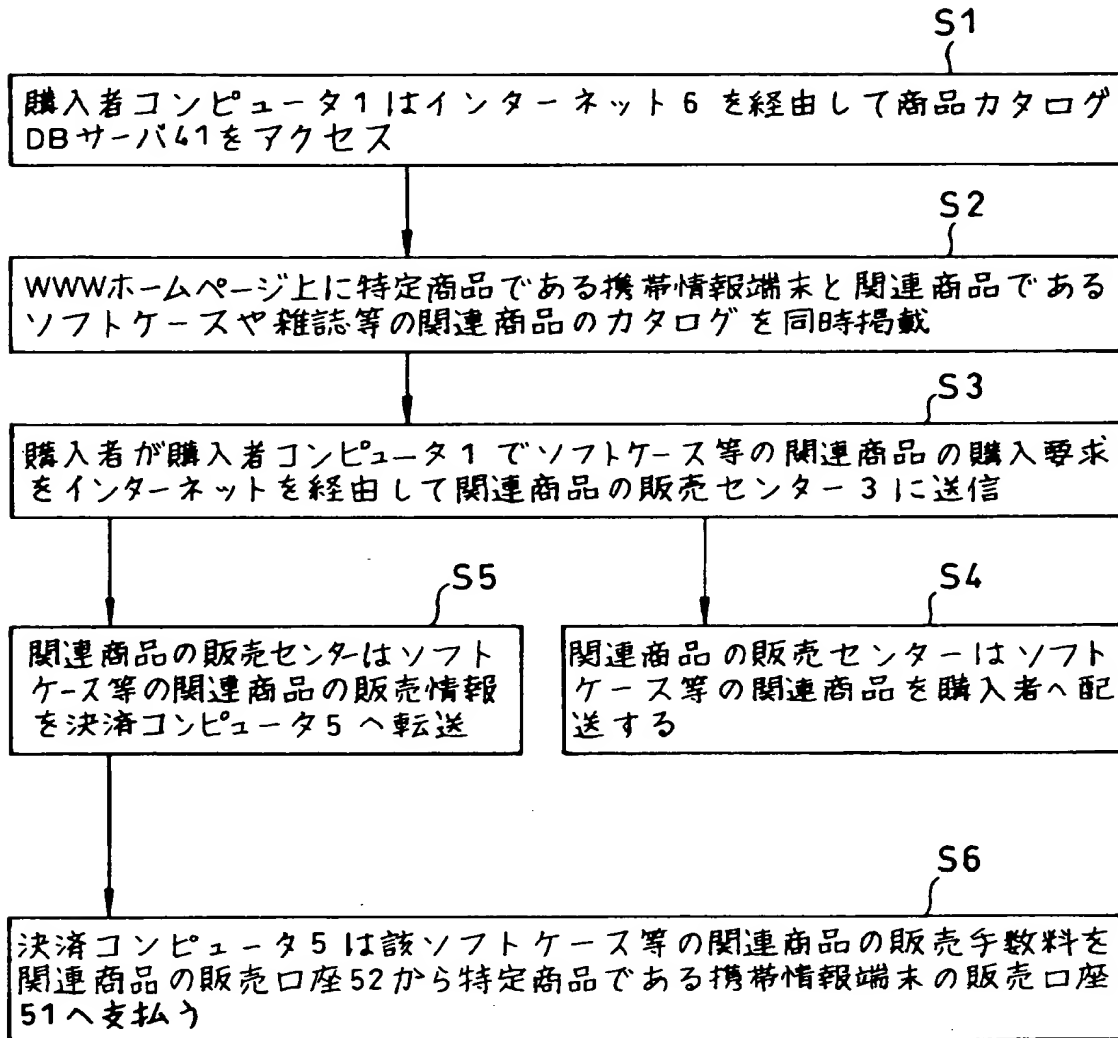 S1
購入者コンピュータ1はインターネット6を経由して商品カタログ
DBサーバ41をアクセス
S2
WWWホームページ上に特定商品である携帯情報端末と関連商品である
ソフトケースや雑誌等の関連商品のカタログを同時掲載
S3
購入者が購入者コンピュータ1でソフトケース等の関連商品の購入要求
をインターネットを経由して関連商品の販売センター3に送信
S5
関連商品の販売センターはソフト
ケース等の関連商品の販売情報
を決済コンピュータ5へ転送
S4
関連商品の販売センターはソフト
ケース等の関連商品を購入者へ配
送する
S6
決済コンピュータ5は該ソフトケース等の関連商品の販売手数料を
関連商品の販売口座52から特定商品である携帯情報端末の販売口座
51へ支払う